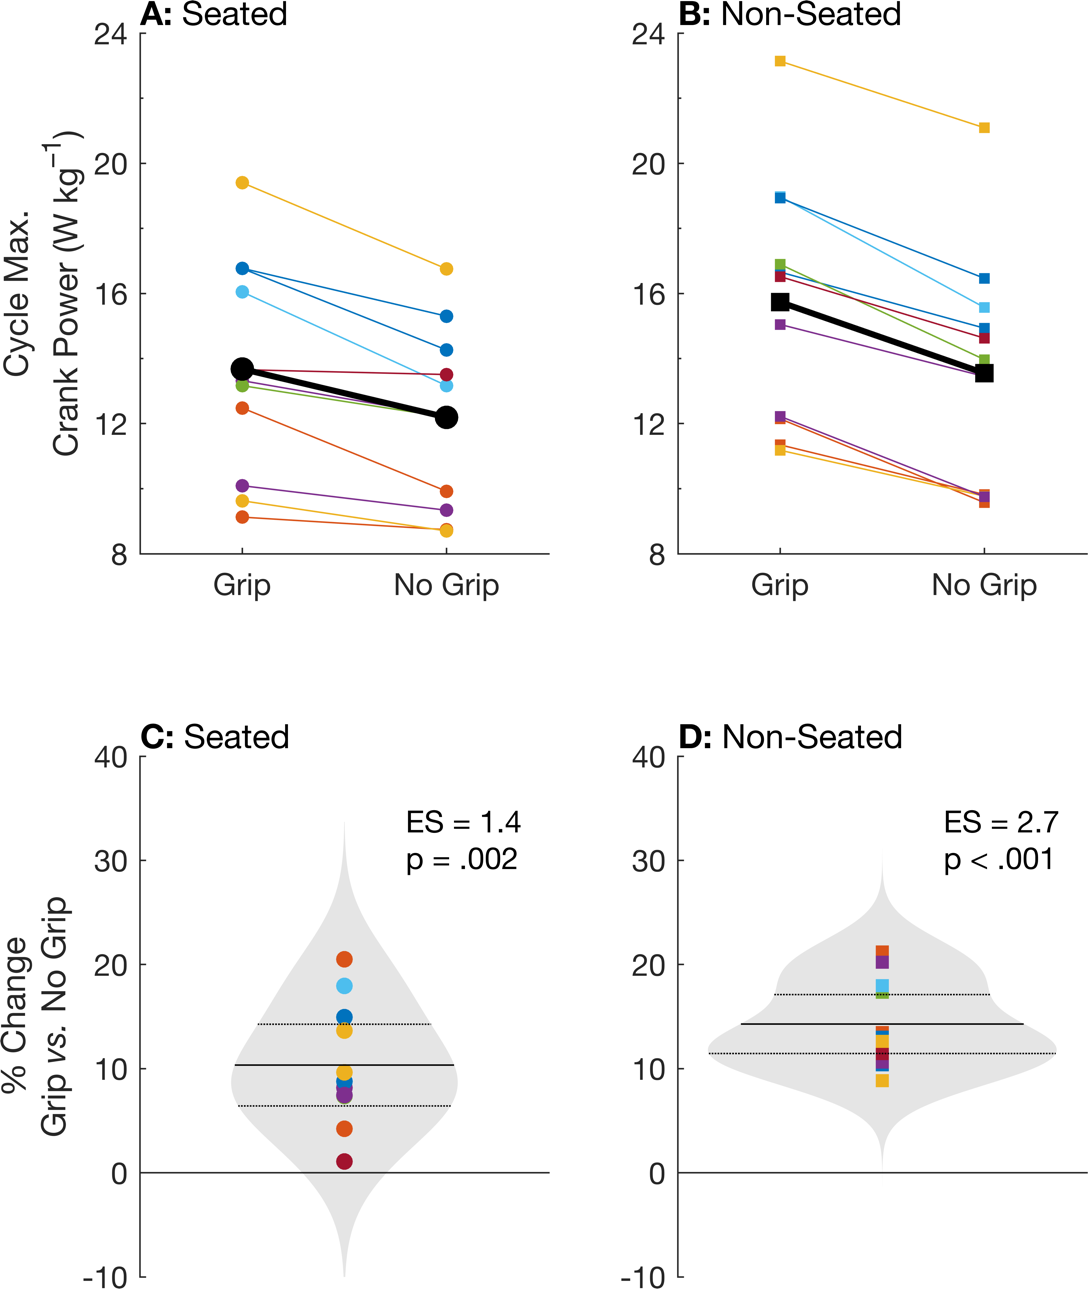 A: Seated
B: Non-Seated
Cycle Max.
Crank Power (W kg⁻¹)
24
20
16
12
8
Grip
No Grip
24
20
16
12
8
Grip
No Grip
C: Seated
D: Non-Seated
% Change
Grip vs. No Grip
40
30
20
10
0
-10
ES = 1.4
p = .002
40
30
20
10
0
-10
ES = 2.7
p < .001